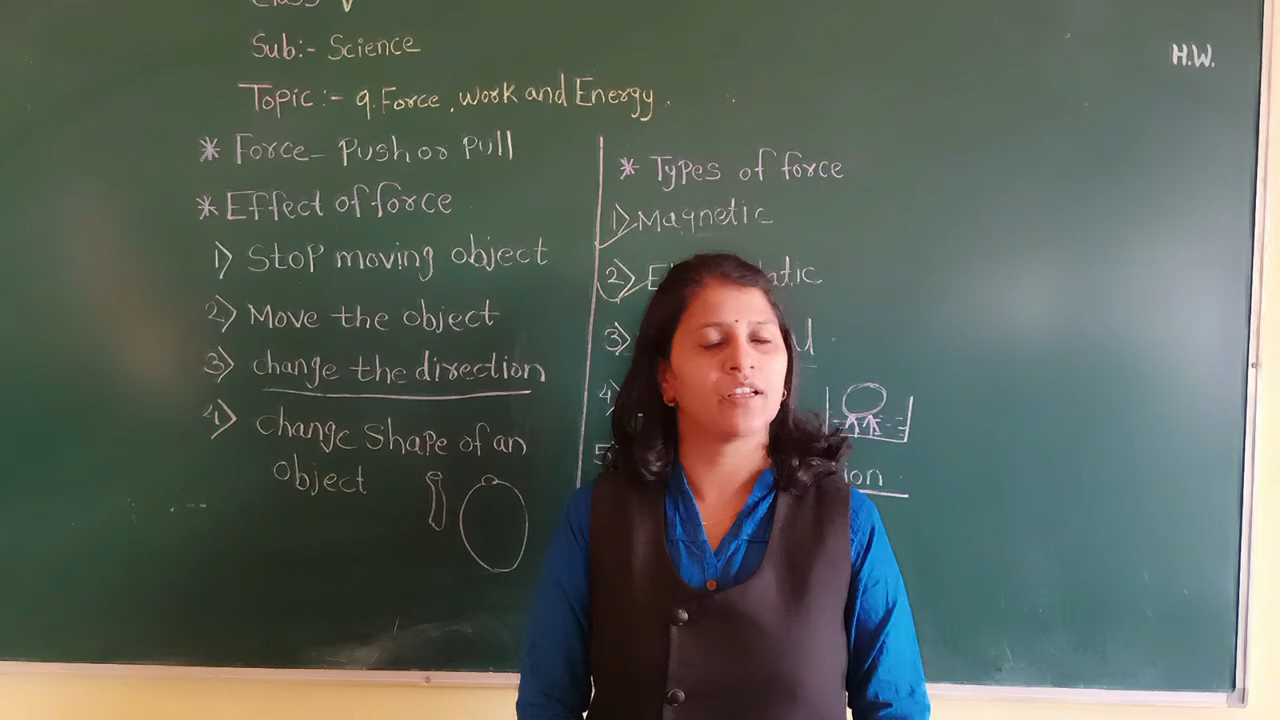 Class V
Sub:- Science
Topic:- 9. Force, work and Energy.
H.W.
* Force- Push or Pull
* Effect of force
1) Stop moving object
2) Move the object
3) change the direction
4) change Shape of an
object
* Types of force
1) Magnetic
2)
3)
4)
5)